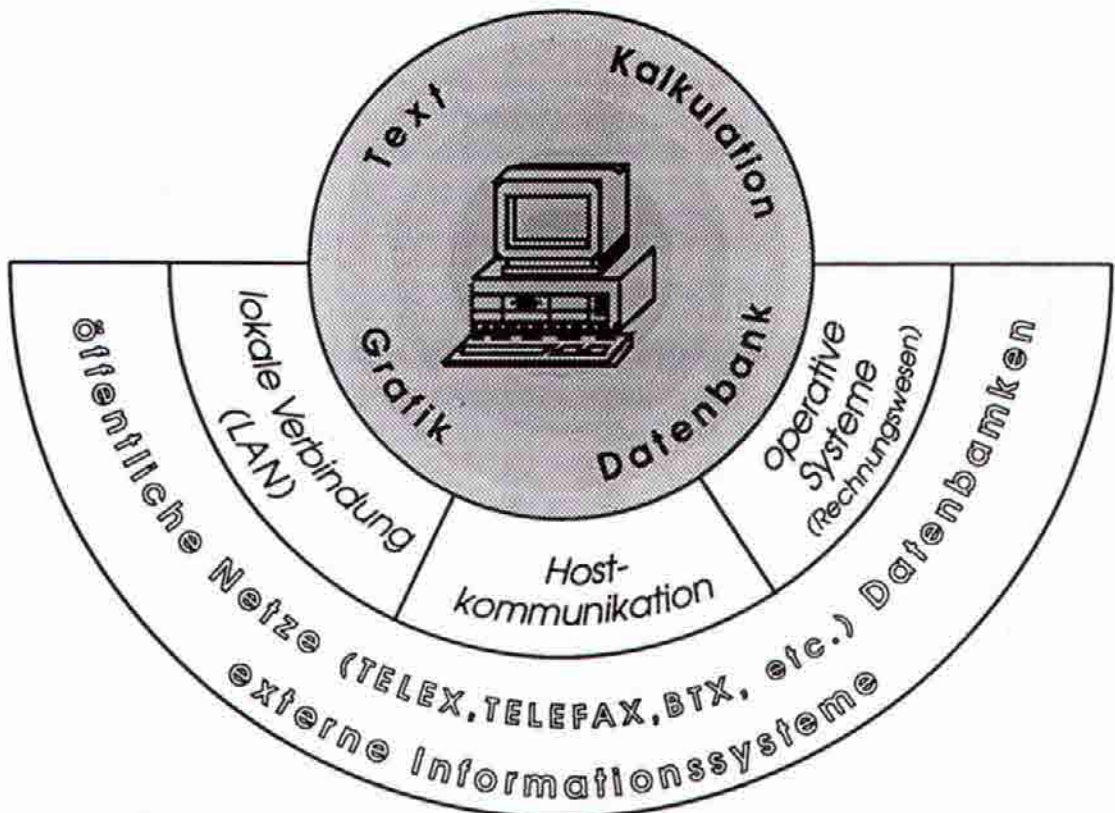 Text
Kalkulation
Grafik
Datenbank
lokale Verbindung
(LAN)
Host-
kommunikation
operative
Systeme
(Rechnungswesen)
öffentliche Netze (TELEX,TELEFAX,BTX, etc.) Datenbamken
externe Informationssysteme